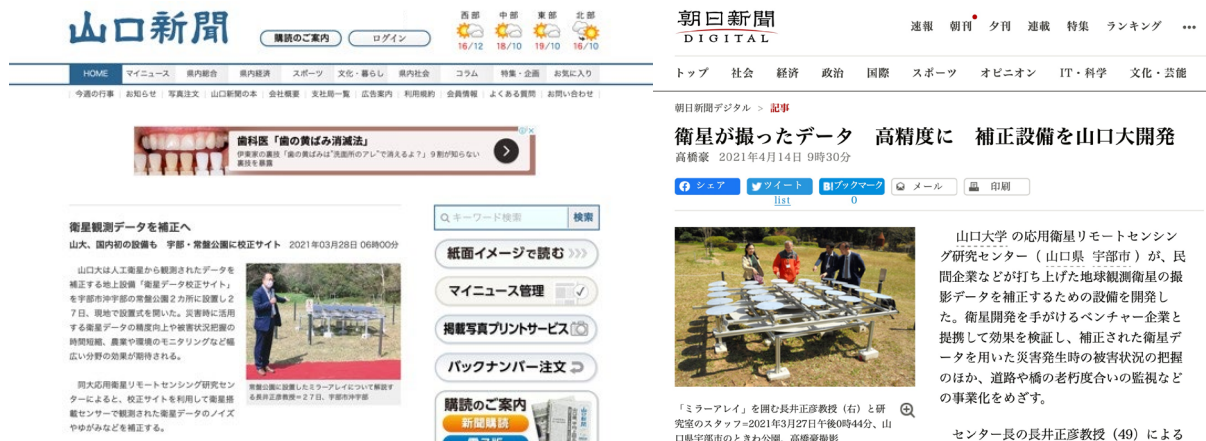 山口新聞
購読のご案内
ログイン
西部 中部 東部 北部
16/12 18/10 19/10 16/10
HOME マイニュース 県内総合 県内経済 スポーツ 文化・暮らし 県内社会 コラム 特集・企画 お気に入り
今週の行事 お知らせ 写真注文 山口新聞の本 会社概要 支社局一覧 広告案内 利用規約 会員情報 よくある質問 お問い合わせ
歯科医「歯の黄ばみ消滅法」
伊東家の裏技「歯の黄ばみは"洗面所のアレ"で消えるよ？」９割が知らない
裏技を暴露
衛星観測データを補正へ
山大、国内初の設備も 宇部・常盤公園に校正サイト 2021年03月28日 06時00分
山口大は人工衛星から観測されたデータを
補正する地上設備「衛星データ校正サイト」
を宇部市沖宇部の常盤公園２カ所に設置し２
７日、現地で設置式を開いた。災害時に活用
する衛星データの精度向上や被害状況把握の
時間短縮、農業や環境のモニタリングなど幅
広い分野の効果が期待される。
同大応用衛星リモートセンシング研究セン
ターによると、校正サイトを利用して衛星搭
載センサーで観測された衛星データのノイズ
やゆがみなどを補正する。
常盤公園に設置したミラーアレイについて解説す
る長井正彦教授＝２７日、宇部市沖宇部
キーワード検索 検索
紙面イメージで読む
マイニュース管理
掲載写真プリントサービス
バックナンバー注文
購読のご案内
新聞購読
電子版
朝日新聞
DIGITAL
速報 朝刊 夕刊 連載 特集 ランキング •••
トップ 社会 経済 政治 国際 スポーツ オピニオン IT・科学 文化・芸能
朝日新聞デジタル > 記事
衛星が撮ったデータ 高精度に 補正設備を山口大開発
高橋豪 2021年4月14日 9時30分
シェア ツイート B!ブックマーク メール 印刷
list 0
山口大学の応用衛星リモートセンシン
グ研究センター（山口県宇部市）が、民
間企業などが打ち上げた地球観測衛星の撮
影データを補正するための設備を開発し
た。衛星開発を手がけるベンチャー企業と
提携して効果を検証し、補正された衛星デ
ータを用いた災害発生時の被害状況の把握
のほか、道路や橋の老朽度合いの監視など
の事業化をめざす。
センター長の長井正彦教授（49）による
「ミラーアレイ」を囲む長井正彦教授（右）と研
究室のスタッフ=2021年3月27日午後0時44分、山
口県宇部市のときわ公園、高橋豪撮影